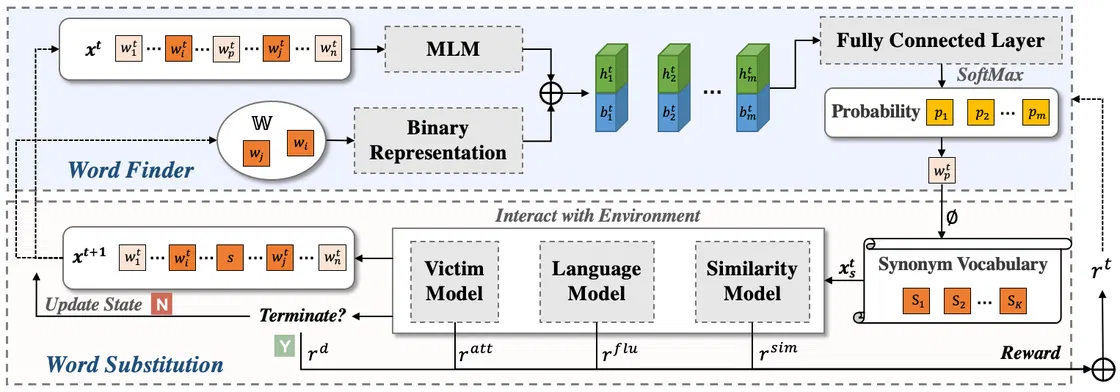 x^t w_1^t ··· w_i^t ··· w_p^t ··· w_j^t ··· w_n^t
MLM
h_1^t h_2^t ··· h_m^t
b_1^t b_2^t ··· b_m^t
Fully Connected Layer
SoftMax
Probability p_1 p_2 ··· p_m
𝕎
w_j w_i
Binary
Representation
Word Finder
w_p^t
Interact with Environment
∅
x^{t+1} w_1^t ··· w_i^t ··· s ··· w_j^t ··· w_n^t
Victim
Model
Language
Model
Similarity
Model
x_s^t
Synonym Vocabulary
S_1 S_2 ··· S_K
r^t
Update State N
Terminate?
Y r^d r^{att} r^{flu} r^{sim}
Reward
Word Substitution